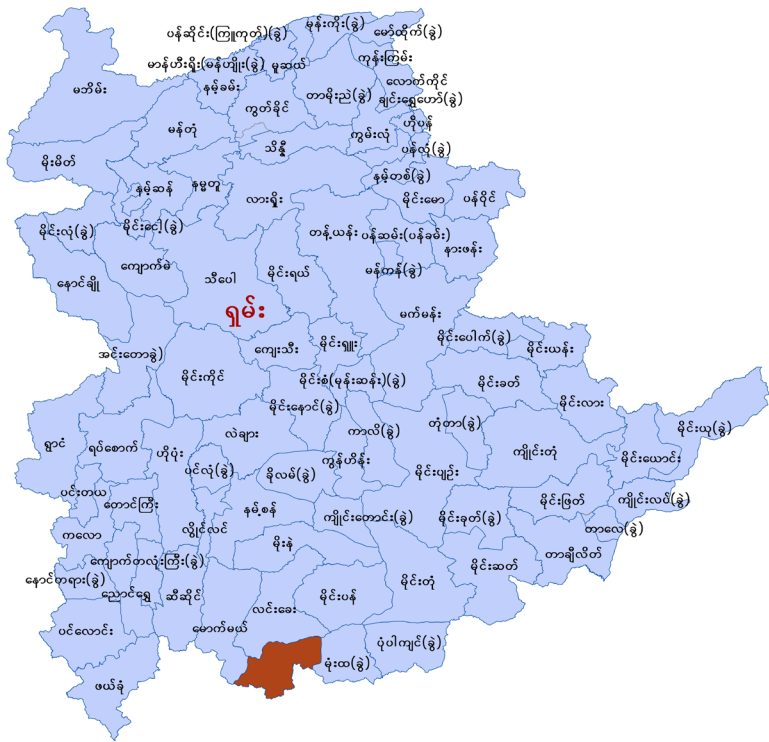 မုန်းကိုး(ခွဲ)
ပန်ဆိုင်း(ကြူကုတ်)(ခွဲ)
မော်ထိုက်(ခွဲ)
မာန်ဟီးရိုး(မန်ဟျိုး)(ခွဲ)
မူဆယ်
ကုန်းကြမ်း
မဘိမ်း
နမ့်ခမ်း
တာမိုးညဲ(ခွဲ)
လောက်ကိုင်
ချင်းရွှေဟော်(ခွဲ)
ကွတ်ခိုင်
ဟိုပန်
မန်တုံ
ကွမ်းလုံ
သိန္နီ
ပန်လုံ(ခွဲ)
မိုးမိတ်
နမ့်တစ်(ခွဲ)
နမ့်ဆန်
နမ္မတူ
လားရှိုး
မိုင်းမော
ပန်ဝိုင်
မိုင်းလုံ(ခွဲ)
မိုင်းငေါ့(ခွဲ)
တန့်ယန်း
ပန်ဆမ်း(ပန်ခမ်း)
နားဖန်း
ကျောက်မဲ
သီပေါ
မိုင်းရယ်
မန်ကန်(ခွဲ)
နောင်ချို
ရှမ်း
မက်မန်း
မိုင်းပေါက်(ခွဲ)
မိုင်းယန်း
အင်းတော(ခွဲ)
ကျေးသီး
မိုင်းရှူး
မိုင်းကိုင်
မိုင်းစံ(မုန်းဆန်း)(ခွဲ)
မိုင်းခတ်
မိုင်းနောင်(ခွဲ)
မိုင်းလား
ရွာငံ
ရပ်စောက်
ဟိုပုံး
လဲချား
ကာလိ(ခွဲ)
တုံတာ(ခွဲ)
မိုင်းယု(ခွဲ)
ပင်လုံ(ခွဲ)
ခိုလမ်(ခွဲ)
ကွန်ဟိန်း
မိုင်းပျဉ်း
ကျိုင်းတုံ
မိုင်းယောင်း
ပင်းတယ
တောင်ကြီး
နမ့်စန်
ကျိုင်းတောင်း(ခွဲ)
မိုင်းခုတ်(ခွဲ)
မိုင်းဖြတ်
ကျိုင်းလပ်(ခွဲ)
ကလော
လွိုင်လင်
မိုးနဲ
တာလေ(ခွဲ)
ကျောက်တလုံးကြီး(ခွဲ)
မိုင်းဆတ်
တာချီလိတ်
နောင်တရား(ခွဲ)
ညောင်ရွှေ
ဆီဆိုင်
မိုင်းပန်
မိုင်းတုံ
လင်းခေး
ပင်လောင်း
မောက်မယ်
ပုံပါကျင်(ခွဲ)
မုံးထ(ခွဲ)
ဖယ်ခုံ